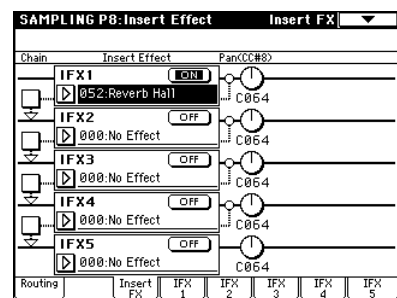 SAMPLING P8:Insert Effect Insert FX
Chain Insert Effect Pan(CC#8)
IFX1 ON
052:Reverb Hall
C064
IFX2 OFF
000:No Effect
C064
IFX3 OFF
000:No Effect
C064
IFX4 OFF
000:No Effect
C064
IFX5 OFF
000:No Effect
C064
Routing Insert FX IFX 1 IFX 2 IFX 3 IFX 4 IFX 5